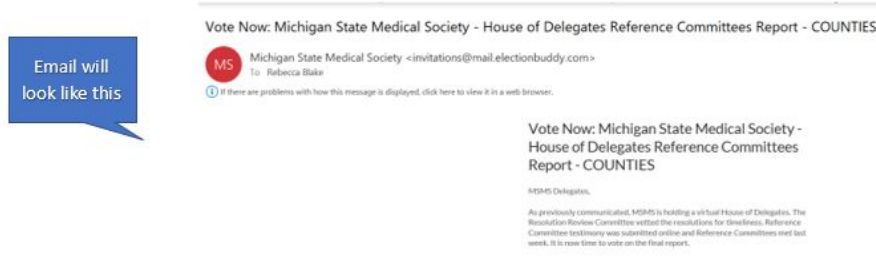 Vote Now: Michigan State Medical Society - House of Delegates Reference Committees Report - COUNTIES
Email will
look like this
MS
Michigan State Medical Society <invitations@mail.electionbuddy.com>
To Rebecca Blake
If there are problems with how this message is displayed, click here to view it in a web browser.
Vote Now: Michigan State Medical Society -
House of Delegates Reference Committees
Report - COUNTIES
MSMS Delegates,
As previously communicated, MSMS is holding a virtual House of Delegates. The
Resolution Review Committee vetted the resolutions for timeliness. Reference
Committee testimony was submitted online and Reference Committees met last
week. It is now time to vote on the final report.